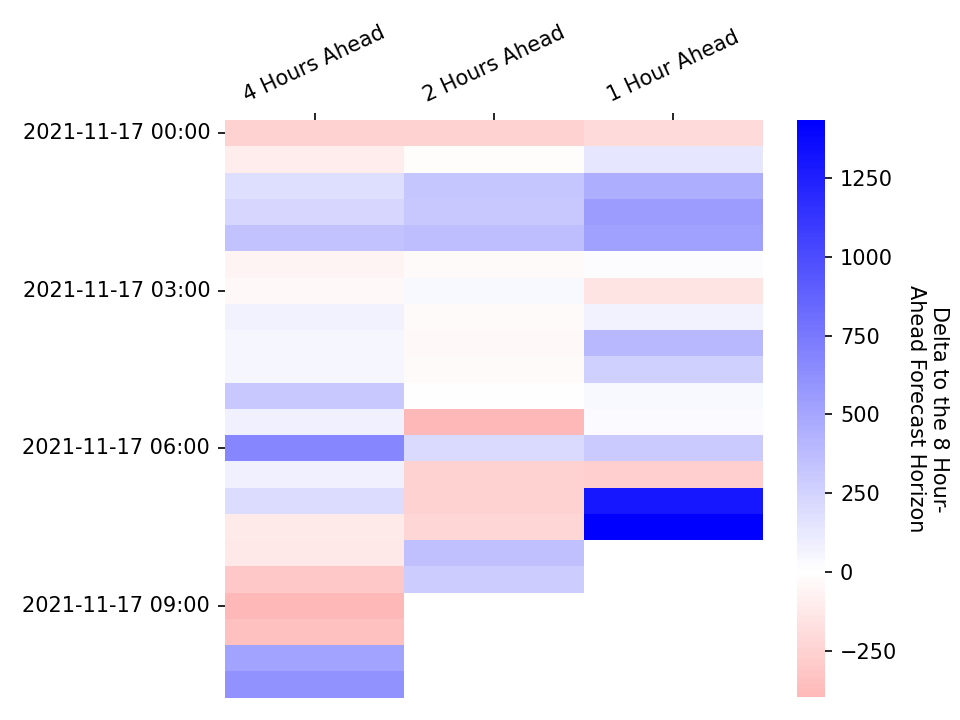 4 Hours Ahead
2 Hours Ahead
1 Hour Ahead
2021-11-17 00:00
2021-11-17 03:00
2021-11-17 06:00
2021-11-17 09:00
1250
1000
750
500
250
0
−250
Delta to the 8 Hour-
Ahead Forecast Horizon